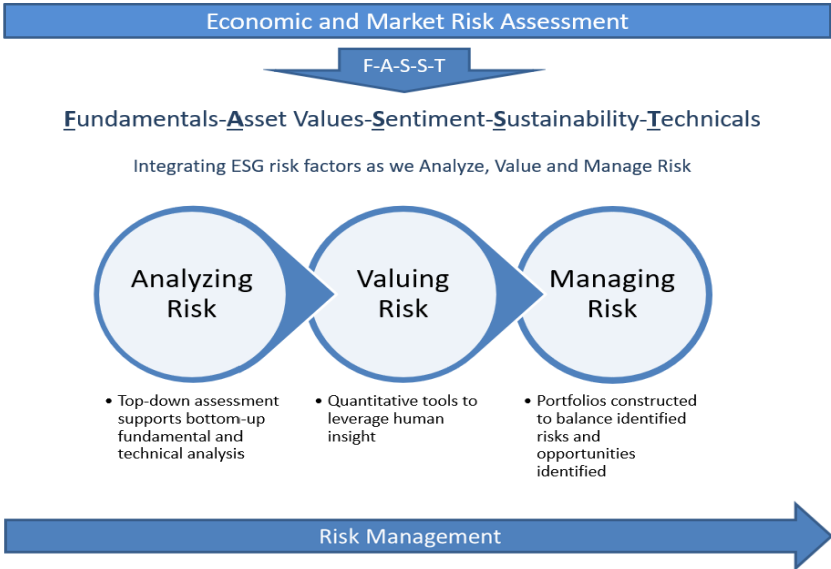 Economic and Market Risk Assessment
F-A-S-S-T
Fundamentals-Asset Values-Sentiment-Sustainability-Technicals
Integrating ESG risk factors as we Analyze, Value and Manage Risk
Analyzing
Risk
Valuing
Risk
Managing
Risk
• Top-down assessment
supports bottom-up
fundamental and
technical analysis
• Quantitative tools to
leverage human
insight
• Portfolios constructed
to balance identified
risks and
opportunities
identified
Risk Management